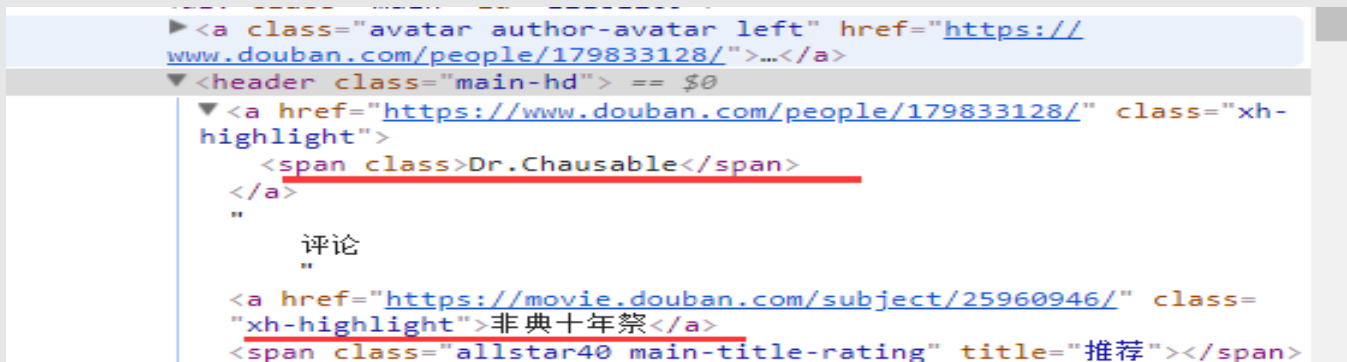 ▶<a class="avatar author-avatar left" href="https://
www.douban.com/people/179833128/">…</a>
▼<header class="main-hd"> == $0
▼<a href="https://www.douban.com/people/179833128/" class="xh-
highlight">
<span class>Dr.Chausable</span>
</a>
"
评论
"
<a href="https://movie.douban.com/subject/25960946/" class=
"xh-highlight">非典十年祭</a>
<span class="allstar40 main-title-rating" title="推荐"></span>